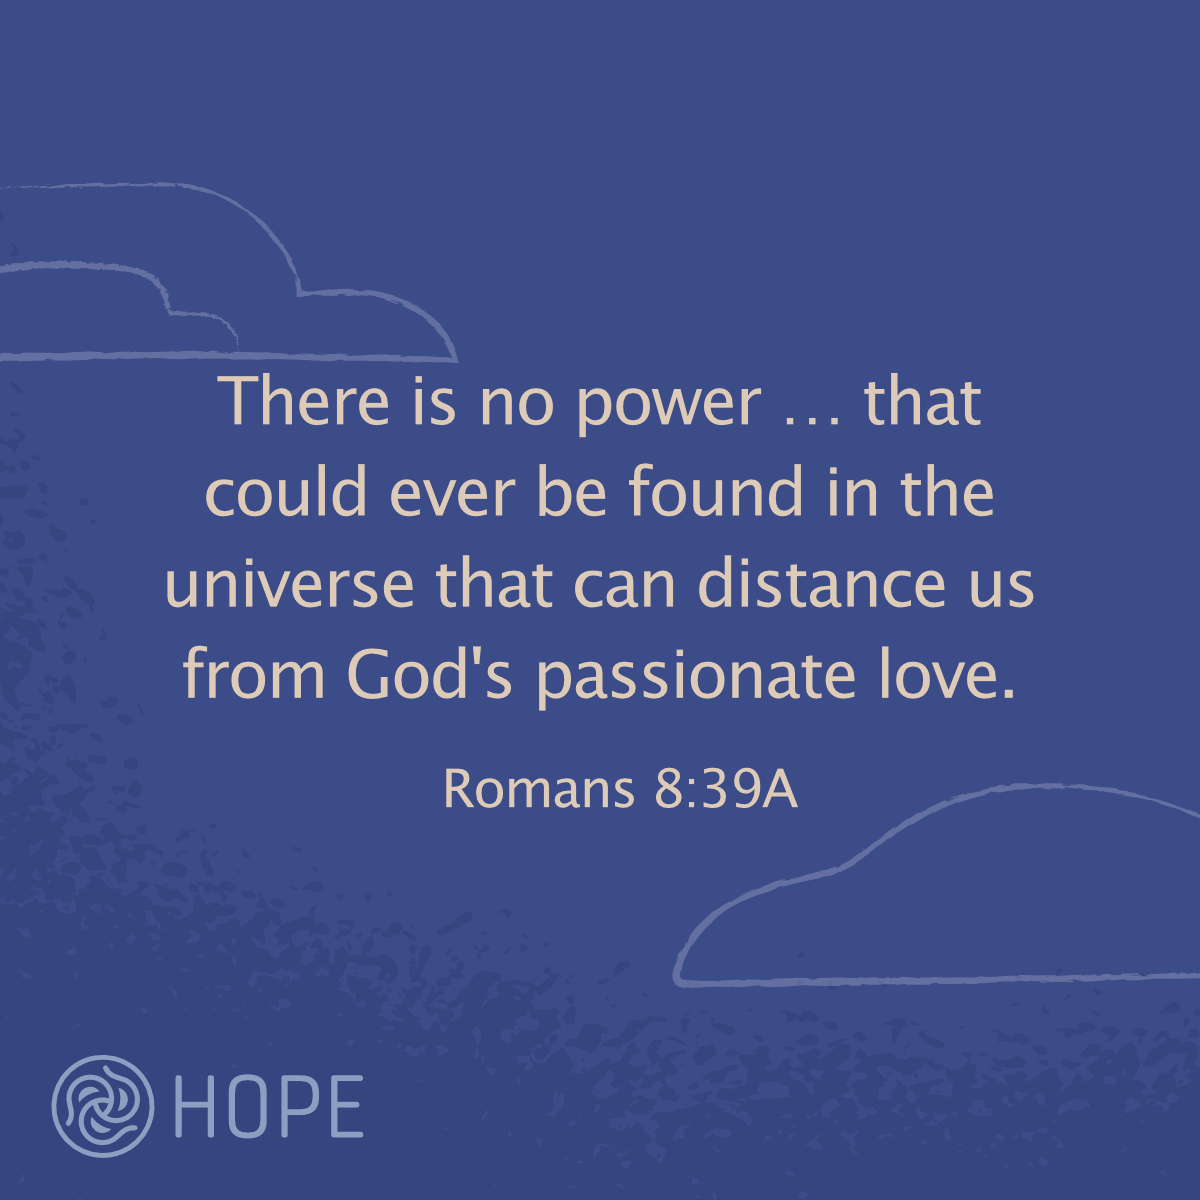 There is no power … that
could ever be found in the
universe that can distance us
from God's passionate love.
Romans 8:39A
HOPE